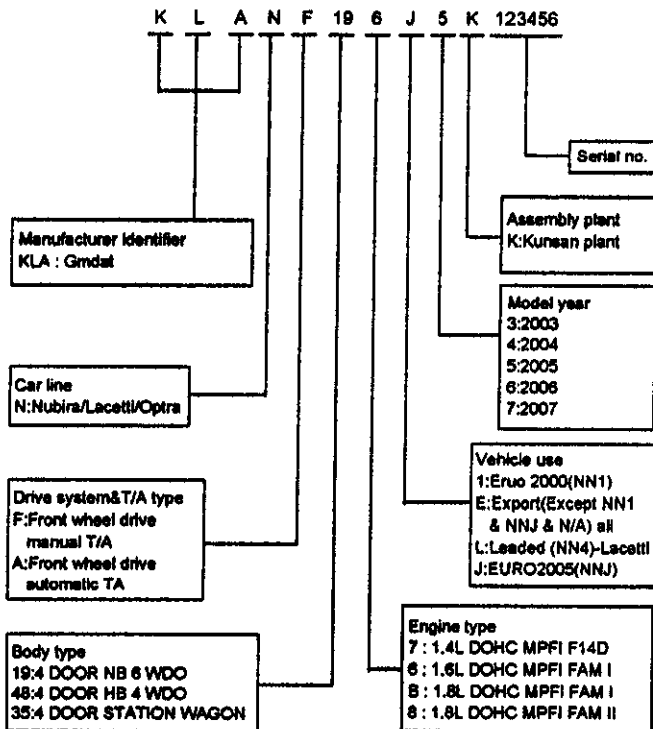 K L A N F 19 6 J 5 K 123456
Serial no.
Assembly plant
K:Kunsan plant
Manufacturer identifier
KLA : Gmdat
Model year
3:2003
4:2004
5:2005
6:2006
7:2007
Car line
N:Nubira/Lacetti/Optra
Vehicle use
1:Eruo 2000(NN1)
E:Export(Except NN1
& NNJ & N/A) all
L:Leaded (NN4)-Lacetti
J:EURO2005(NNJ)
Drive system&T/A type
F:Front wheel drive
manual T/A
A:Front wheel drive
automatic TA
Engine type
7 : 1.4L DOHC MPFI F14D
6 : 1.6L DOHC MPFI FAM I
B : 1.8L DOHC MPFI FAM I
8 : 1.8L DOHC MPFI FAM II
Body type
19:4 DOOR NB 6 WDO
48:4 DOOR HB 4 WDO
35:4 DOOR STATION WAGON